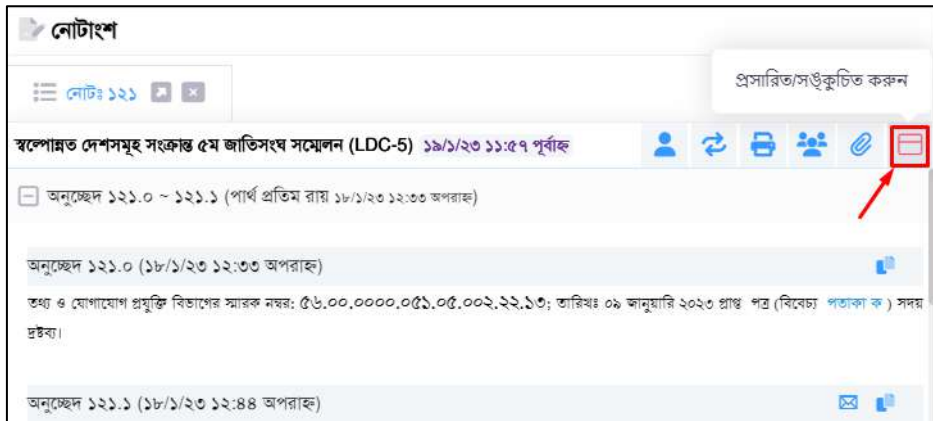 নোটাংশ
প্রসারিত/সঙ্কুচিত করুন
নোটঃ ১২১
স্বল্পোন্নত দেশসমূহ সংক্রান্ত ৫ম জাতিসংঘ সম্মেলন (LDC-5) ১৯/১/২৩ ১১:৫৭ পূর্বাহ্ন
অনুচ্ছেদ ১২১.০ ~ ১২১.১ (পার্থ প্রতিম রায় ১৮/১/২৩ ১২:৩৩ অপরাহ্ন)
অনুচ্ছেদ ১২১.০ (১৮/১/২৩ ১২:৩৩ অপরাহ্ন)
তথ্য ও যোগাযোগ প্রযুক্তি বিভাগের স্মারক নম্বর: ৫৬.০০.০০০০.০৫১.০৫.০০২.২২.১৩; তারিখঃ ০৯ জানুয়ারি ২০২৩ প্রাপ্ত পত্র (বিবেচ্য পতাকা ক ) সদয়
দ্রষ্টব্য।
অনুচ্ছেদ ১২১.১ (১৮/১/২৩ ১২:৪৪ অপরাহ্ন)